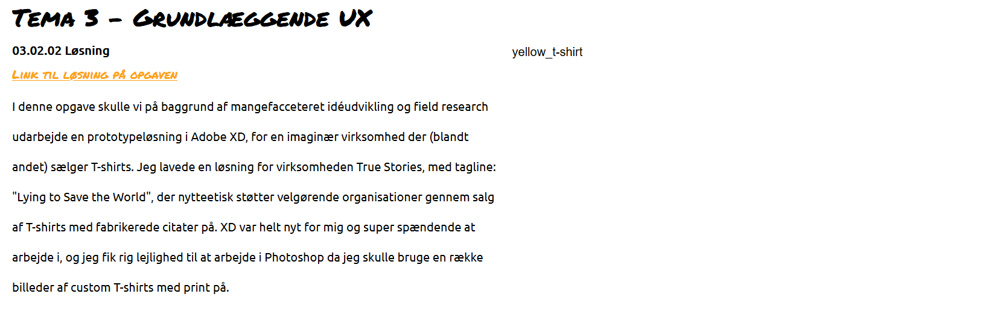 Tema 3 - Grundlæggende UX
03.02.02 Løsning
yellow_t-shirt
Link til løsning på opgaven
I denne opgave skulle vi på baggrund af mangefacceteret idéudvikling og field research
udarbejde en prototypeløsning i Adobe XD, for en imaginær virksomhed der (blandt
andet) sælger T-shirts. Jeg lavede en løsning for virksomheden True Stories, med tagline:
"Lying to Save the World", der nytteetisk støtter velgørende organisationer gennem salg
af T-shirts med fabrikerede citater på. XD var helt nyt for mig og super spændende at
arbejde i, og jeg fik rig lejlighed til at arbejde i Photoshop da jeg skulle bruge en række
billeder af custom T-shirts med print på.